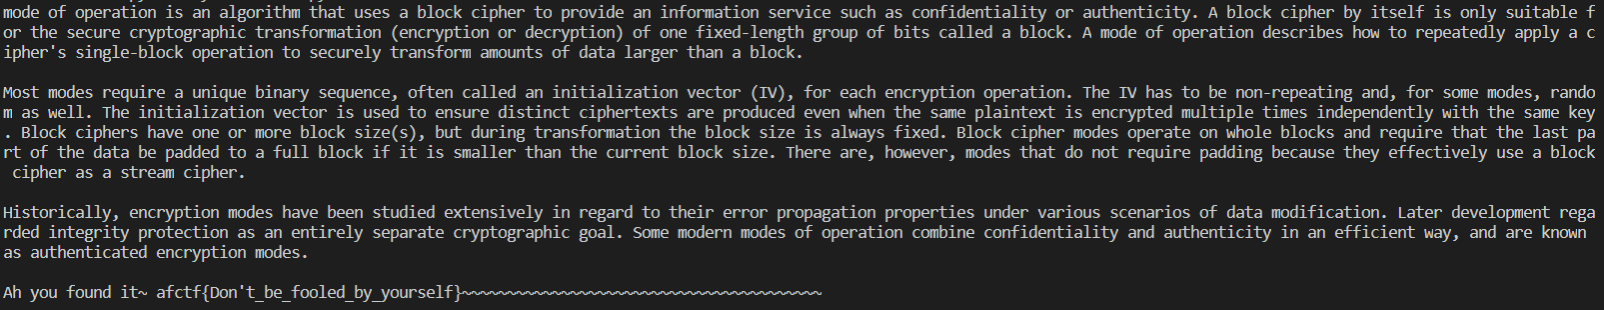 mode of operation is an algorithm that uses a block cipher to provide an information service such as confidentiality or authenticity. A block cipher by itself is only suitable f
or the secure cryptographic transformation (encryption or decryption) of one fixed-length group of bits called a block. A mode of operation describes how to repeatedly apply a c
ipher's single-block operation to securely transform amounts of data larger than a block.

Most modes require a unique binary sequence, often called an initialization vector (IV), for each encryption operation. The IV has to be non-repeating and, for some modes, rando
m as well. The initialization vector is used to ensure distinct ciphertexts are produced even when the same plaintext is encrypted multiple times independently with the same key
. Block ciphers have one or more block size(s), but during transformation the block size is always fixed. Block cipher modes operate on whole blocks and require that the last pa
rt of the data be padded to a full block if it is smaller than the current block size. There are, however, modes that do not require padding because they effectively use a block
 cipher as a stream cipher.

Historically, encryption modes have been studied extensively in regard to their error propagation properties under various scenarios of data modification. Later development rega
rded integrity protection as an entirely separate cryptographic goal. Some modern modes of operation combine confidentiality and authenticity in an efficient way, and are known
as authenticated encryption modes.

Ah you found it~ afctf{Don't_be_fooled_by_yourself}~~~~~~~~~~~~~~~~~~~~~~~~~~~~~~~~~~~~~~~~